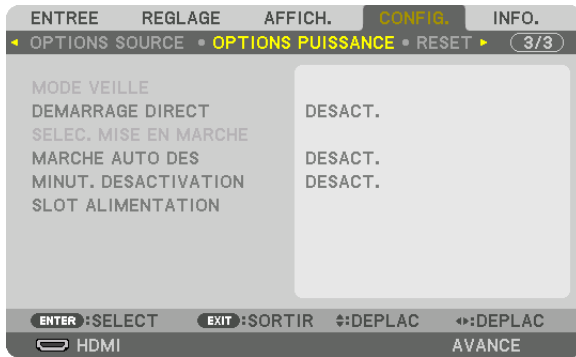 ENTREE REGLAGE AFFICH. CONFIG. INFO.
OPTIONS SOURCE • OPTIONS PUISSANCE • RESET 3/3
MODE VEILLE
DEMARRAGE DIRECT DESACT.
SELEC. MISE EN MARCHE
MARCHE AUTO DES DESACT.
MINUT. DESACTIVATION DESACT.
SLOT ALIMENTATION
ENTER :SELECT EXIT :SORTIR :DEPLAC :DEPLAC
HDMI AVANCE